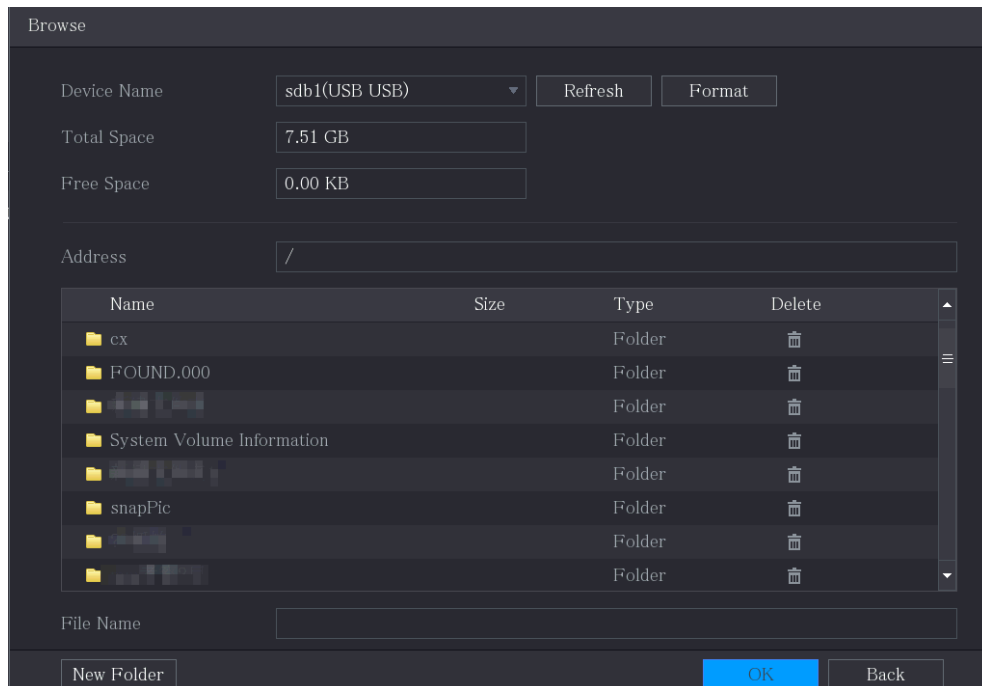 Browse
Device Name sdb1(USB USB) Refresh Format
Total Space 7.51 GB
Free Space 0.00 KB
Address /
Name Size Type Delete
cx Folder
FOUND.000 Folder
Folder
System Volume Information Folder
Folder
snapPic Folder
Folder
Folder
File Name
New Folder OK Back